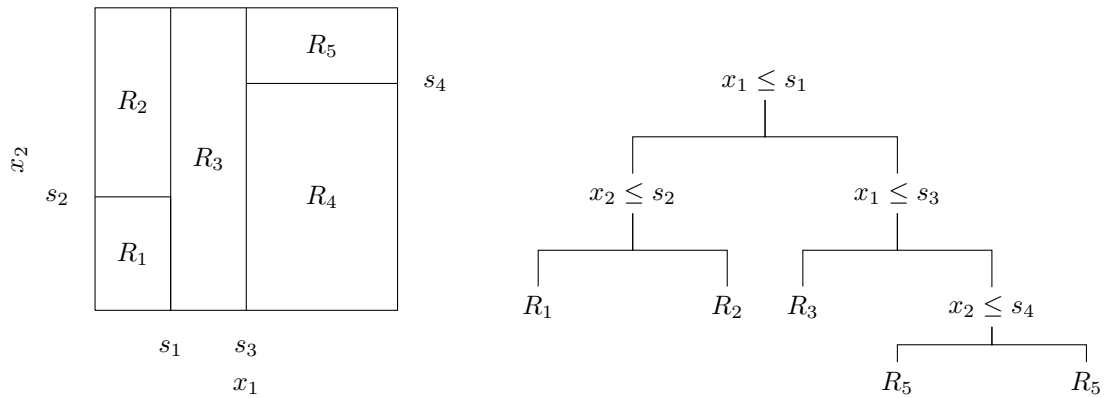 R₅
s₄
R₂
R₃
x₂
s₂
R₄
R₁
s₁ s₃
x₁
x₁ ≤ s₁
x₂ ≤ s₂ x₁ ≤ s₃
R₁ R₂ R₃ x₂ ≤ s₄
R₅ R₅